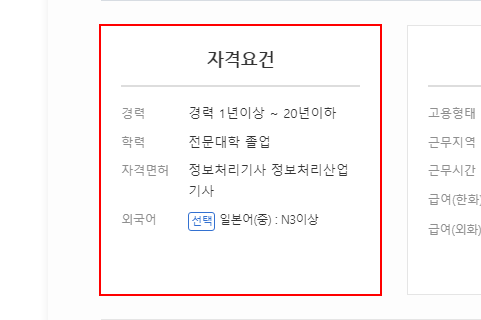 자격요건
경력 경력 1년이상 ~ 20년이하
학력 전문대학 졸업
자격면허 정보처리기사 정보처리산업
기사
외국어 선택 일본어(중) : N3이상
고용형태
근무지역
근무시간
급여(한화)
급여(외화)